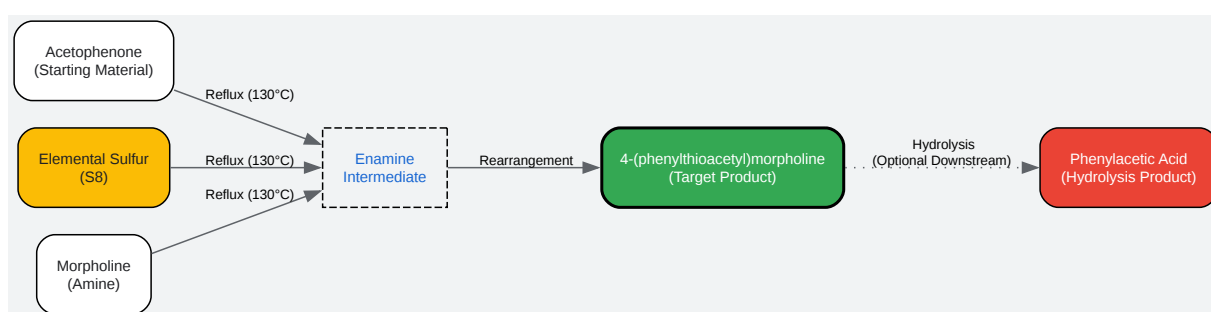 Acetophenone
(Starting Material)
Reflux (130°C)
Elemental Sulfur
(S8)
Reflux (130°C)
Reflux (130°C)
Morpholine
(Amine)
Enamine
Intermediate
Rearrangement
4-(phenylthioacetyl)morpholine
(Target Product)
Hydrolysis
(Optional Downstream)
Phenylacetic Acid
(Hydrolysis Product)